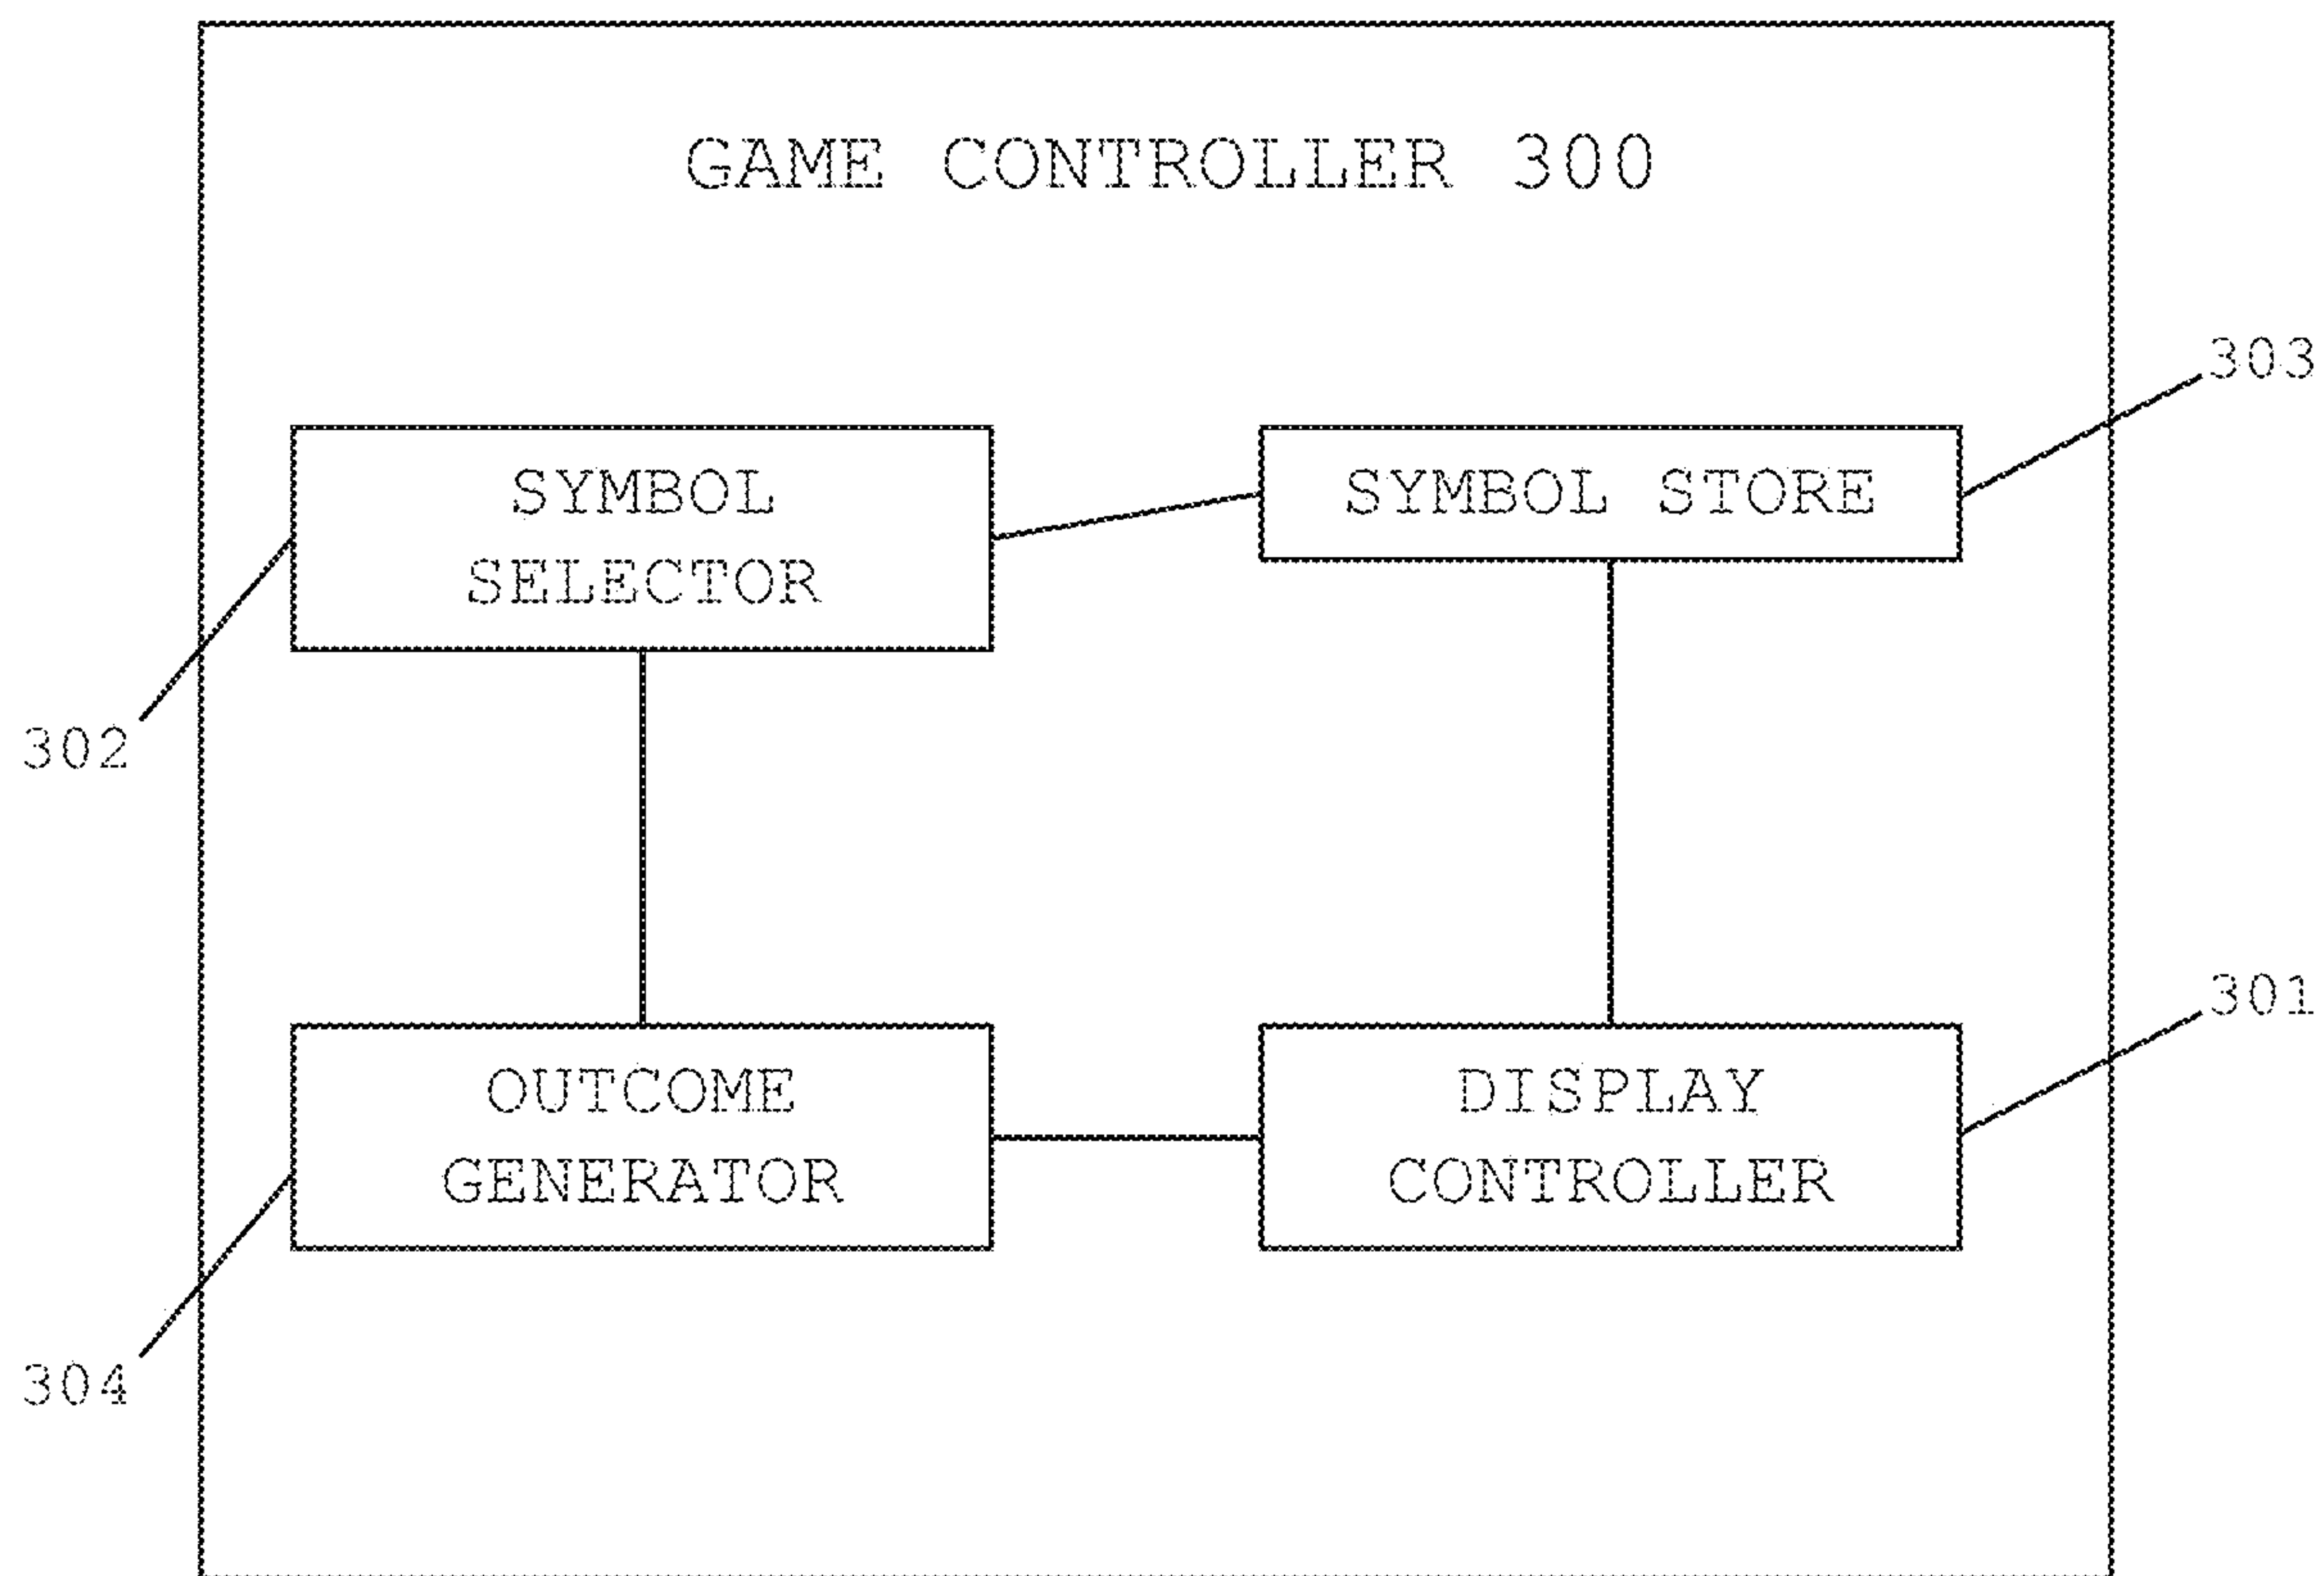 GAME CONTROLLER 300
303
SYMBOL
SELECTOR
SYMBOL STORE
302
301
OUTCOME
GENERATOR
DISPLAY
CONTROLLER
304